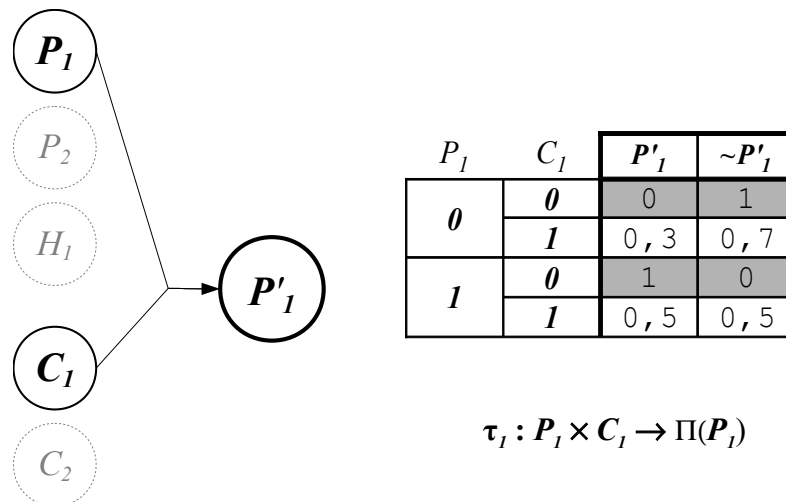 P₁
P₂
H₁
C₁
C₂
P'₁
P₁ C₁ P'₁ ~P'₁
0 0 0 1
1 0,3 0,7
1 0 1 0
1 0,5 0,5
τ₁ : P₁ × C₁ → Π(P₁)